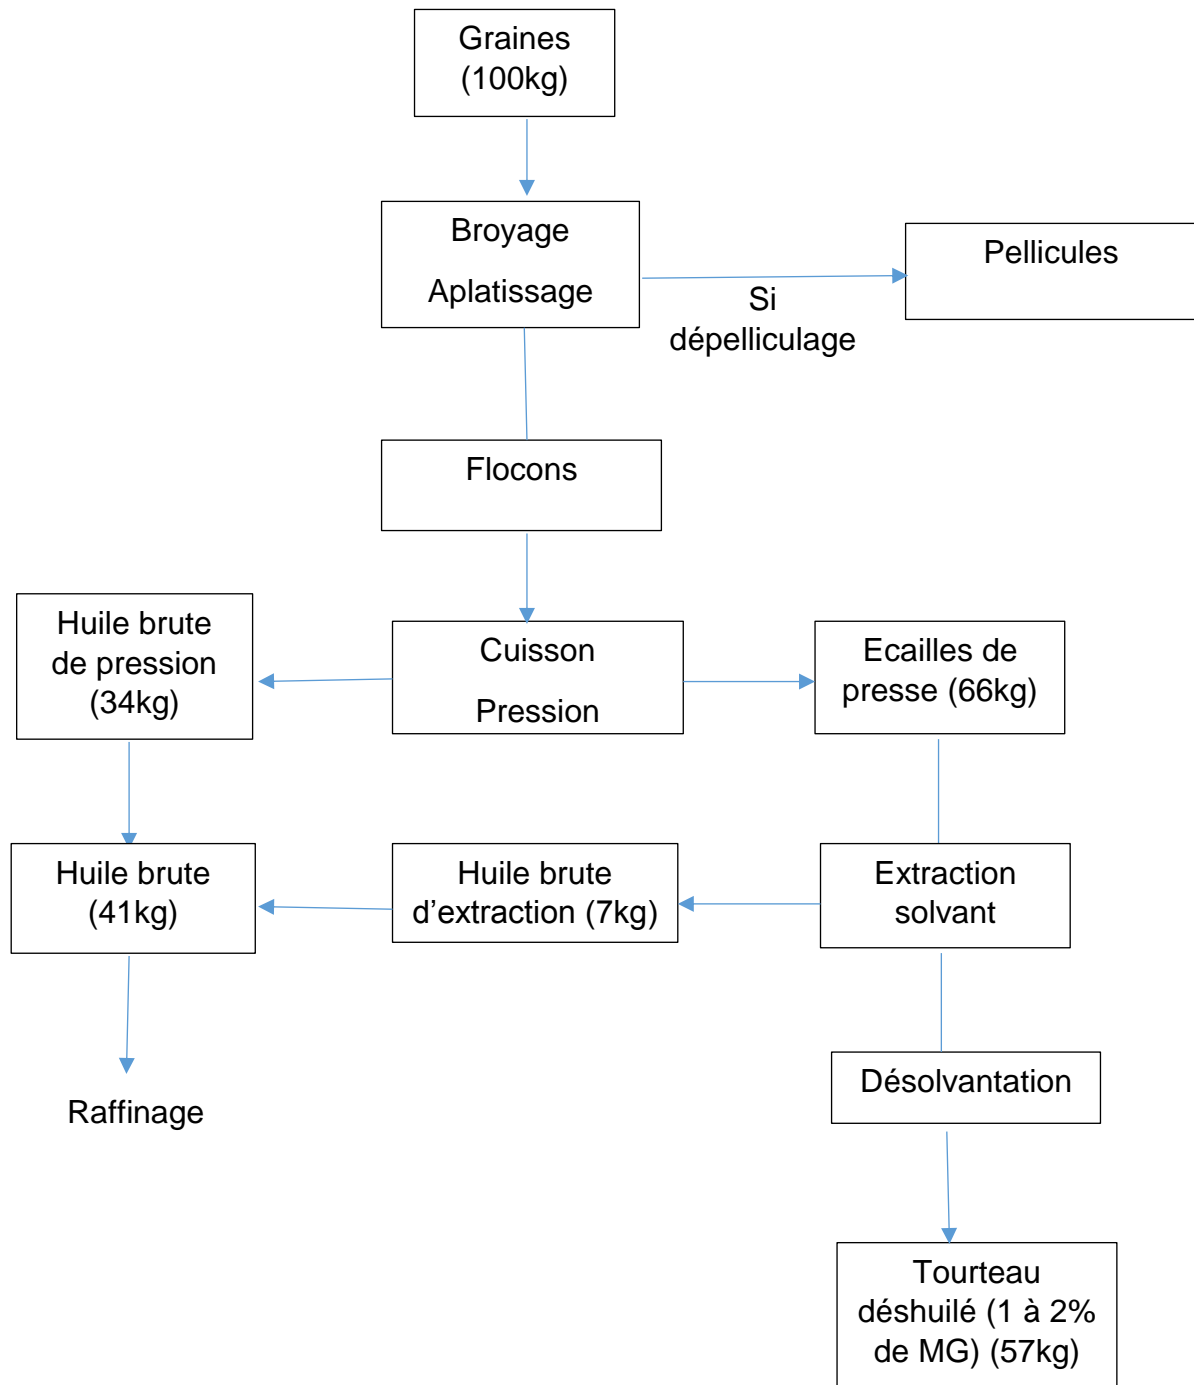 Graines
(100kg)
Broyage
Aplatissage
Pellicules
Si
dépelliculage
Flocons
Huile brute
de pression
(34kg)
Cuisson
Pression
Ecailles de
presse (66kg)
Huile brute
(41kg)
Huile brute
d’extraction (7kg)
Extraction
solvant
Désolvantation
Raffinage
Tourteau
déshuilé (1 à 2%
de MG) (57kg)